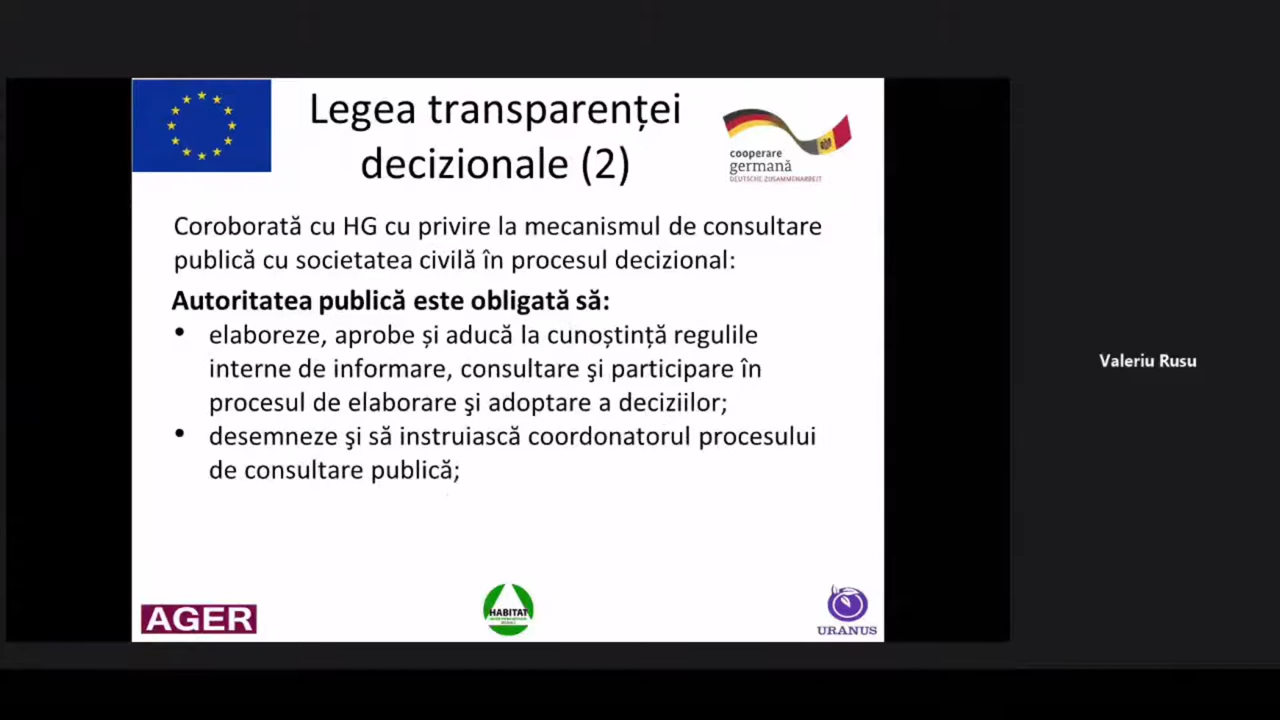 Legea transparenței
decizionale (2)
cooperare
germană
DEUTSCHE ZUSAMMENARBEIT
Coroborată cu HG cu privire la mecanismul de consultare
publică cu societatea civilă în procesul decizional:
Autoritatea publică este obligată să:
• elaboreze, aprobe și aducă la cunoștință regulile
interne de informare, consultare şi participare în
procesul de elaborare şi adoptare a deciziilor;
• desemneze şi să instruiască coordonatorul procesului
de consultare publică;
Valeriu Rusu
AGER
HABITAT
URANUS